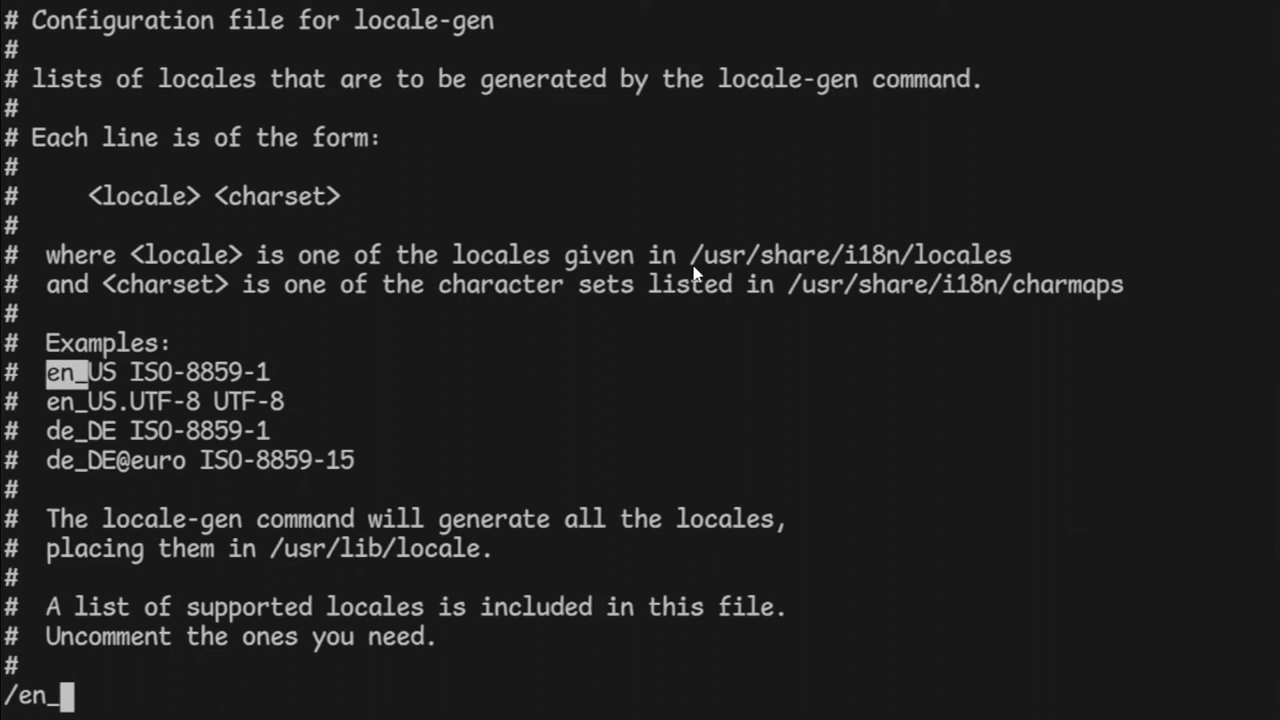 # Configuration file for locale-gen
#
# lists of locales that are to be generated by the locale-gen command.
#
# Each line is of the form:
#
#     <locale> <charset>
#
#  where <locale> is one of the locales given in /usr/share/i18n/locales
#  and <charset> is one of the character sets listed in /usr/share/i18n/charmaps
#
#  Examples:
#  en_US ISO-8859-1
#  en_US.UTF-8 UTF-8
#  de_DE ISO-8859-1
#  de_DE@euro ISO-8859-15
#
#  The locale-gen command will generate all the locales,
#  placing them in /usr/lib/locale.
#
#  A list of supported locales is included in this file.
#  Uncomment the ones you need.
#
/en_